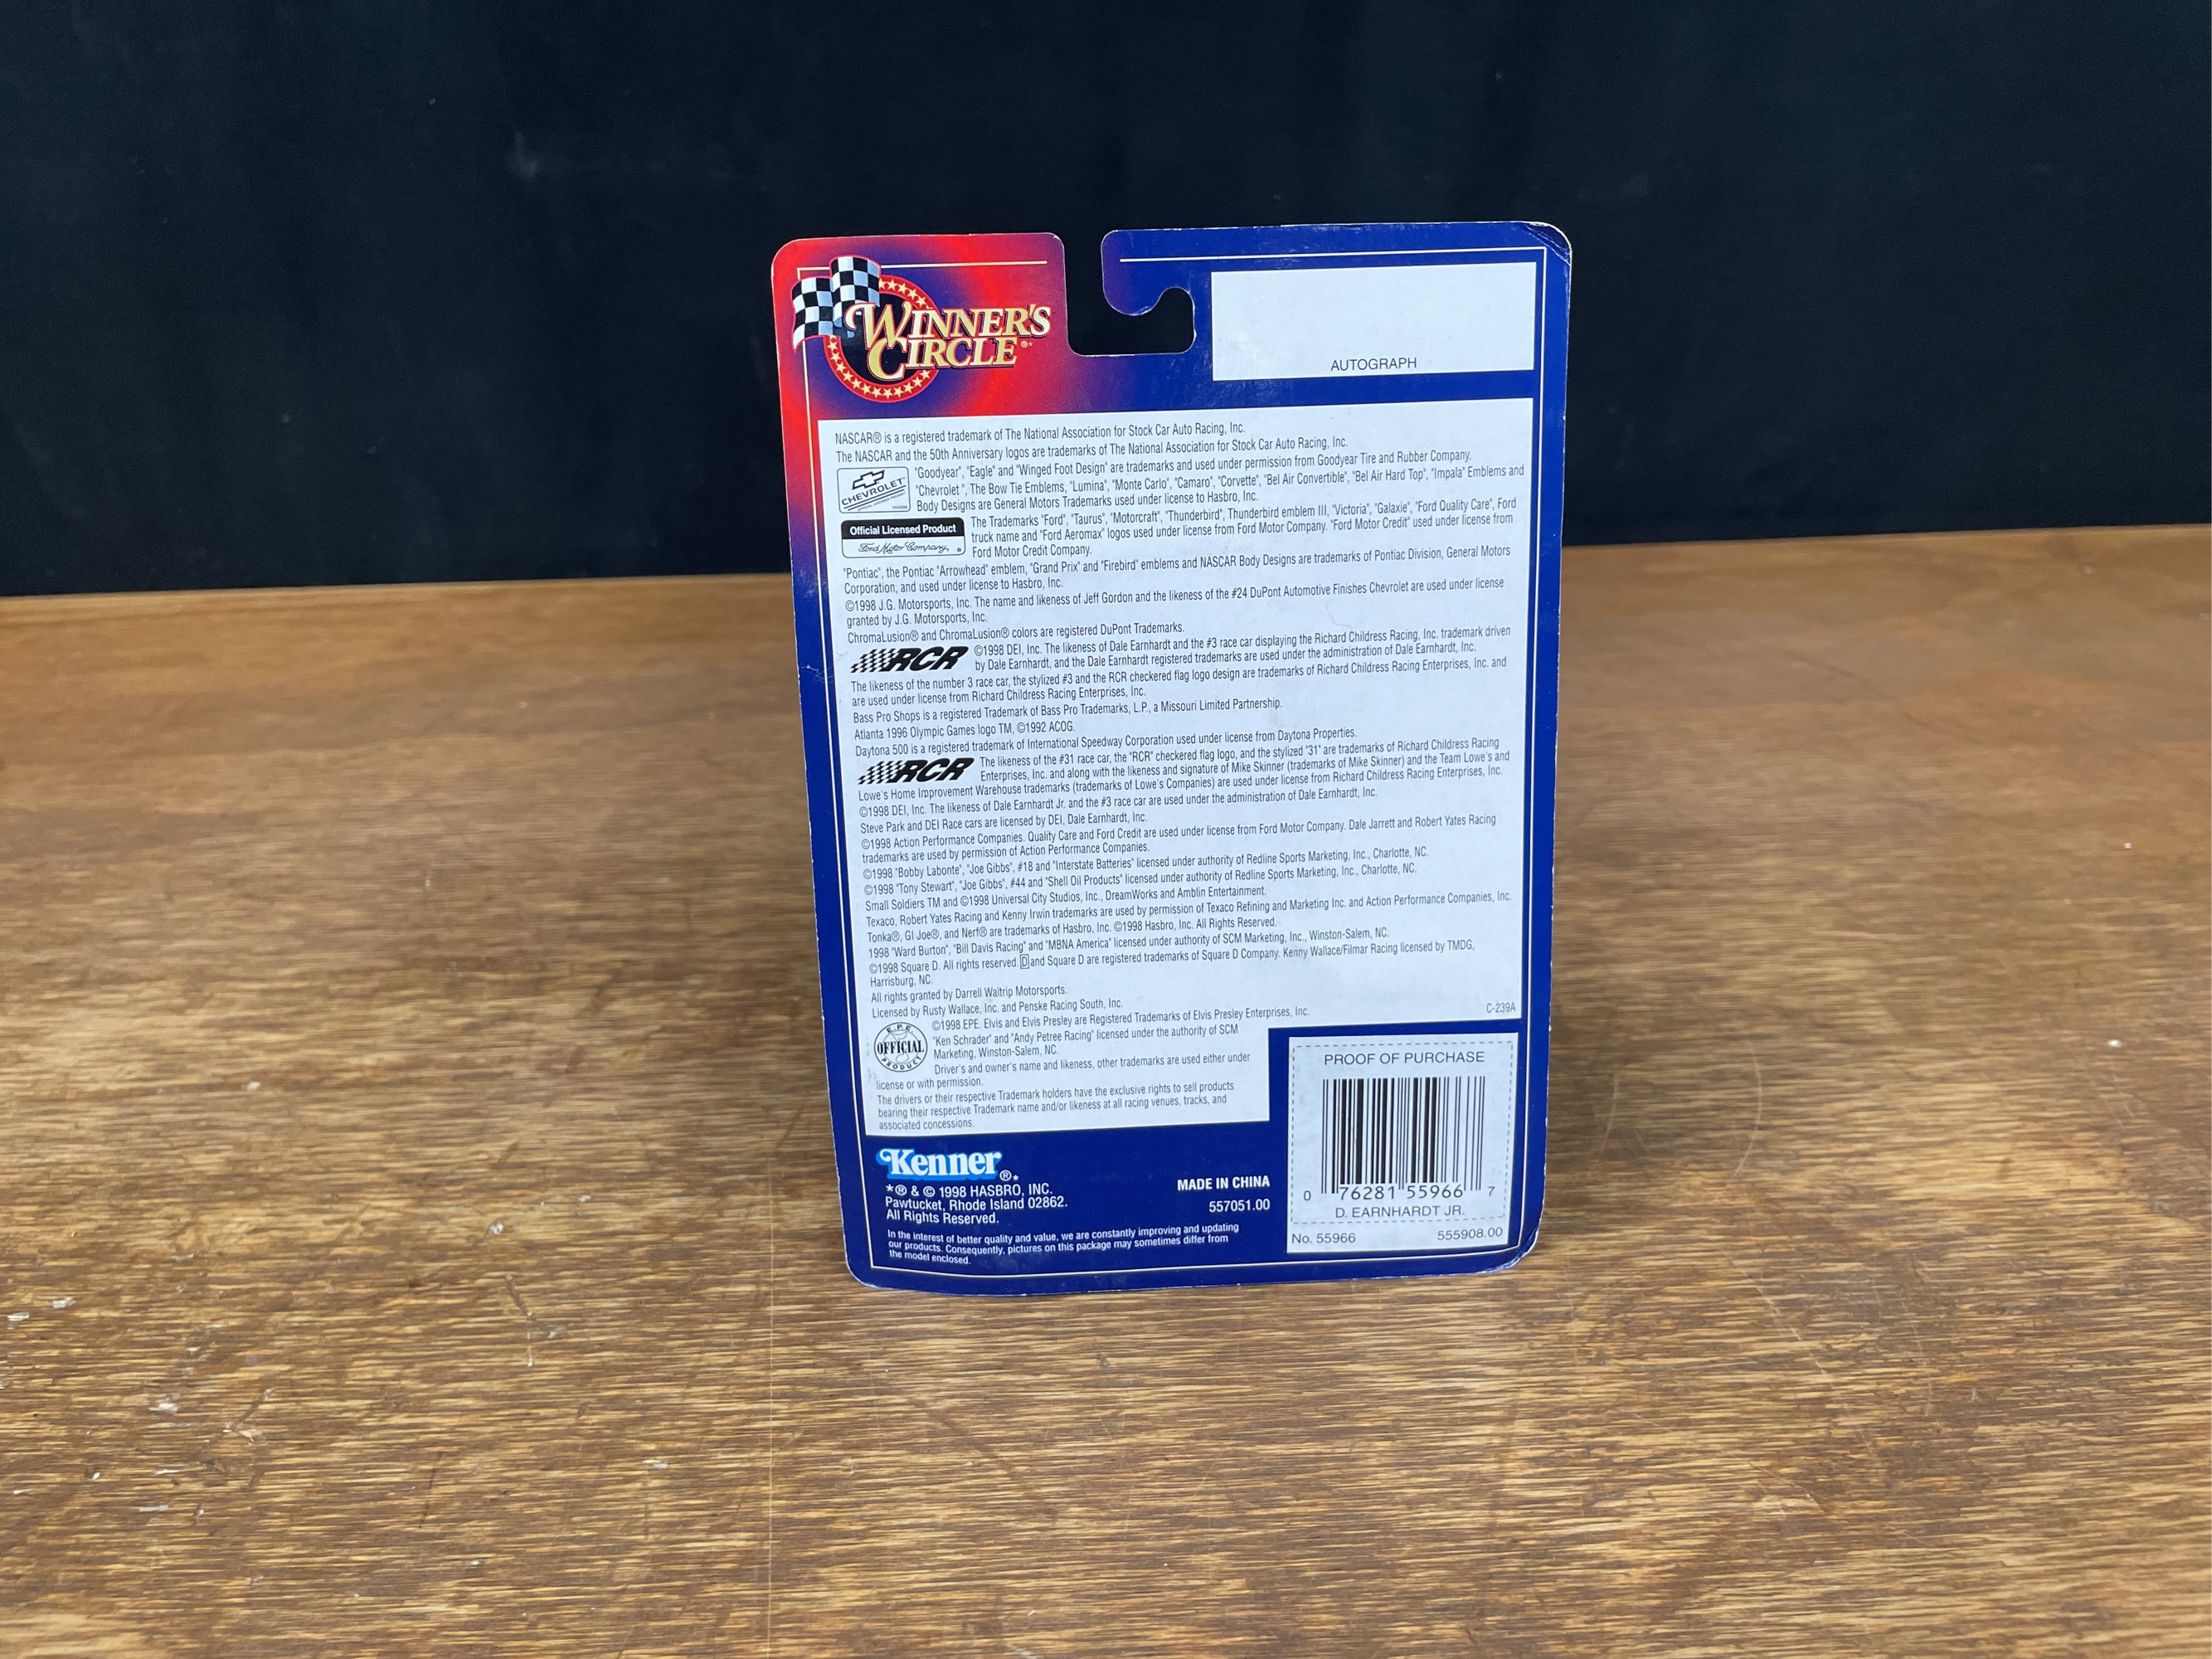 WINNER'S
CIRCLE®*
AUTOGRAPH
NASCAR® is a registered trademark of The National Association for Stock Car Auto Racing, Inc.
The NASCAR and the 50th Anniversary logos are trademarks of The National Association for Stock Car Auto Racing, Inc.
CHEVROLET
"Goodyear", "Eagle" and "Winged Foot Design" are trademarks and used under permission from Goodyear Tire and Rubber Company.
"Chevrolet", The Bow Tie Emblems, "Lumina", "Monte Carlo", "Camaro", "Corvette", "Bel Air Convertible", "Bel Air Hard Top", "Impala" Emblems and
Body Designs are General Motors Trademarks used under license to Hasbro, Inc.
Official Licensed Product
Ford Motor Company ®
The Trademarks "Ford", "Taurus", "Motorcraft", "Thunderbird", Thunderbird emblem III, "Victoria", "Galaxie", "Ford Quality Care", Ford
truck name and "Ford Aeromax" logos used under license from Ford Motor Company. "Ford Motor Credit" used under license from
Ford Motor Credit Company.
"Pontiac", the Pontiac "Arrowhead" emblem, "Grand Prix" and "Firebird" emblems and NASCAR Body Designs are trademarks of Pontiac Division, General Motors
Corporation, and used under license to Hasbro, Inc.
©1998 J.G. Motorsports, Inc. The name and likeness of Jeff Gordon and the likeness of the #24 DuPont Automotive Finishes Chevrolet are used under license
granted by J.G. Motorsports, Inc.
ChromaLusion® and ChromaLusion® colors are registered DuPont Trademarks.
RCR
©1998 DEI, Inc. The likeness of Dale Earnhardt and the #3 race car displaying the Richard Childress Racing, Inc. trademark driven
by Dale Earnhardt, and the Dale Earnhardt registered trademarks are used under the administration of Dale Earnhardt, Inc.
The likeness of the number 3 race car, the stylized #3 and the RCR checkered flag logo design are trademarks of Richard Childress Racing Enterprises, Inc. and
are used under license from Richard Childress Racing Enterprises, Inc.
Bass Pro Shops is a registered Trademark of Bass Pro Trademarks, L.P., a Missouri Limited Partnership.
Atlanta 1996 Olympic Games logo TM, ©1992 ACOG.
Daytona 500 is a registered trademark of International Speedway Corporation used under license from Daytona Properties.
RCR
The likeness of the #31 race car, the "RCR" checkered flag logo, and the stylized "31" are trademarks of Richard Childress Racing
Enterprises, Inc. and along with the likeness and signature of Mike Skinner (trademarks of Mike Skinner) and the Team Lowe's and
Lowe's Home Improvement Warehouse trademarks (trademarks of Lowe's Companies) are used under license from Richard Childress Racing Enterprises, Inc.
©1998 DEI, Inc. The likeness of Dale Earnhardt Jr. and the #3 race car are used under the administration of Dale Earnhardt, Inc.
Steve Park and DEI Race cars are licensed by DEI, Dale Earnhardt, Inc.
©1998 Action Performance Companies. Quality Care and Ford Credit are used under license from Ford Motor Company. Dale Jarrett and Robert Yates Racing
trademarks are used by permission of Action Performance Companies.
©1998 "Bobby Labonte", "Joe Gibbs", #18 and "Interstate Batteries" licensed under authority of Redline Sports Marketing, Inc., Charlotte, NC.
©1998 "Tony Stewart", "Joe Gibbs", #44 and "Shell Oil Products" licensed under authority of Redline Sports Marketing, Inc., Charlotte, NC.
Small Soldiers TM and ©1998 Universal City Studios, Inc., DreamWorks and Amblin Entertainment.
Texaco, Robert Yates Racing and Kenny Irwin trademarks are used by permission of Texaco Refining and Marketing Inc. and Action Performance Companies, Inc.
Tonka®, GI Joe®, and Nerf® are trademarks of Hasbro, Inc. ©1998 Hasbro, Inc. All Rights Reserved.
1998 "Ward Burton", "Bill Davis Racing" and "MBNA America" licensed under authority of SCM Marketing, Inc., Winston-Salem, NC.
©1998 Square D. All rights reserved. D and Square D are registered trademarks of Square D Company. Kenny Wallace/Filmar Racing licensed by TMDG,
Harrisburg, NC.
All rights granted by Darrell Waltrip Motorsports.
Licensed by Rusty Wallace, Inc. and Penske Racing South, Inc.
C-239A
E.P.E.
OFFICIAL
PRODUCT
©1998 EPE. Elvis and Elvis Presley are Registered Trademarks of Elvis Presley Enterprises, Inc.
"Ken Schrader" and "Andy Petree Racing" licensed under the authority of SCM
Marketing, Winston-Salem, NC.
Driver's and owner's name and likeness, other trademarks are used either under
license or with permission.
The drivers or their respective Trademark holders have the exclusive rights to sell products
bearing their respective Trademark name and/or likeness at all racing venues, tracks, and
associated concessions.
Kenner®*
*® & © 1998 HASBRO, INC.
Pawtucket, Rhode Island 02862.
All Rights Reserved.
MADE IN CHINA
557051.00
In the interest of better quality and value, we are constantly improving and updating
our products. Consequently, pictures on this package may sometimes differ from
the model enclosed.
PROOF OF PURCHASE
0 76281 55966 7
D. EARNHARDT JR.
No. 55966 555908.00